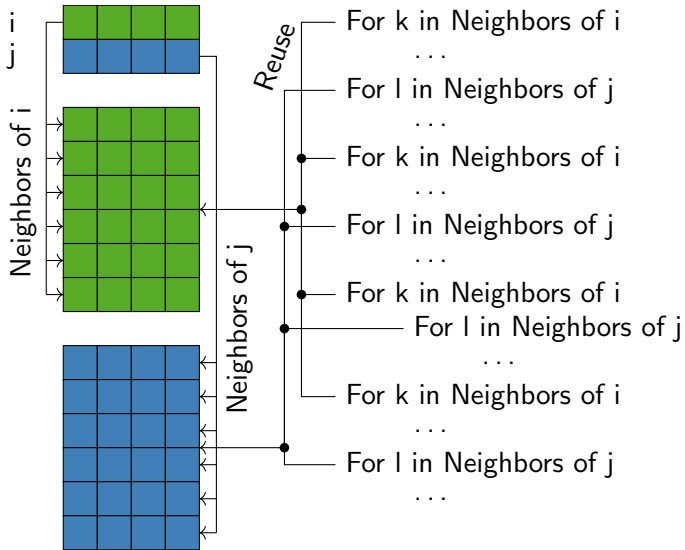 i
j
Neighbors of i
Neighbors of j
Reuse
For k in Neighbors of i
. . .
For l in Neighbors of j
. . .
For k in Neighbors of i
. . .
For l in Neighbors of j
. . .
For k in Neighbors of i
For l in Neighbors of j
. . .
For k in Neighbors of i
. . .
For l in Neighbors of j
. . .